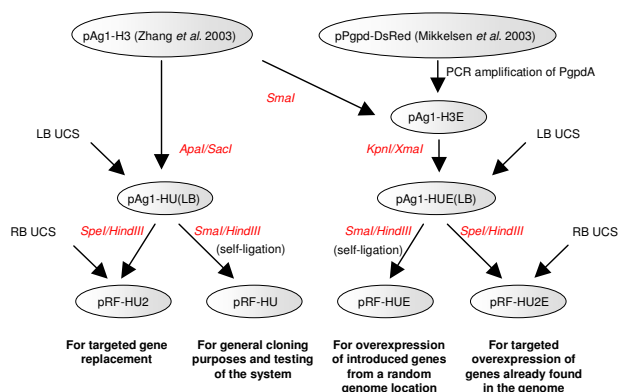 pAg1-H3 (Zhang et al. 2003)
pPgpd-DsRed (Mikkelsen et al. 2003)
PCR amplification of PgpdA
SmaI
pAg1-H3E
LB UCS
ApaI/SacI
KpnI/XmaI
LB UCS
pAg1-HU(LB)
pAg1-HUE(LB)
RB UCS
SpeI/HindIII
SmaI/HindIII
(self-ligation)
SmaI/HindIII
(self-ligation)
SpeI/HindIII
RB UCS
pRF-HU2
pRF-HU
pRF-HUE
pRF-HU2E
For targeted gene
replacement
For general cloning
purposes and testing
of the system
For overexpression
of introduced genes
from a random
genome location
For targeted
overexpression of
genes already found
in the genome